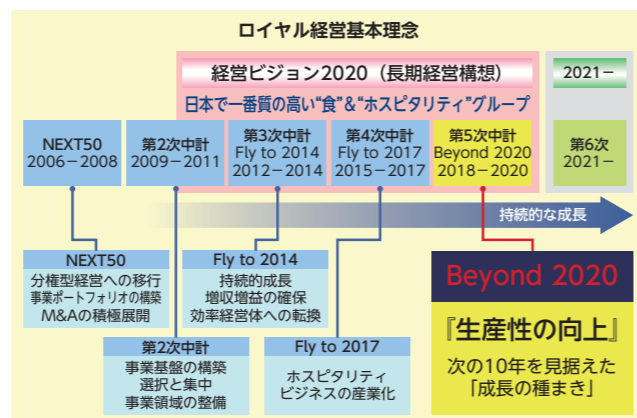 ロイヤル経営基本理念
経営ビジョン2020（長期経営構想）
2021－
日本で一番質の高い“食”＆“ホスピタリティ”グループ
NEXT50
2006－2008
第2次中計
2009－2011
第3次中計
Fly to 2014
2012－2014
第4次中計
Fly to 2017
2015－2017
第5次中計
Beyond 2020
2018－2020
第6次
2021－
持続的な成長
NEXT50
分権型経営への移行
事業ポートフォリオの構築
M&Aの積極展開
Fly to 2014
持続的成長
増収増益の確保
効率経営体への転換
Beyond 2020
『生産性の向上』
次の10年を見据えた
「成長の種まき」
第2次中計
事業基盤の構築
選択と集中
事業領域の整備
Fly to 2017
ホスピタリティ
ビジネスの産業化